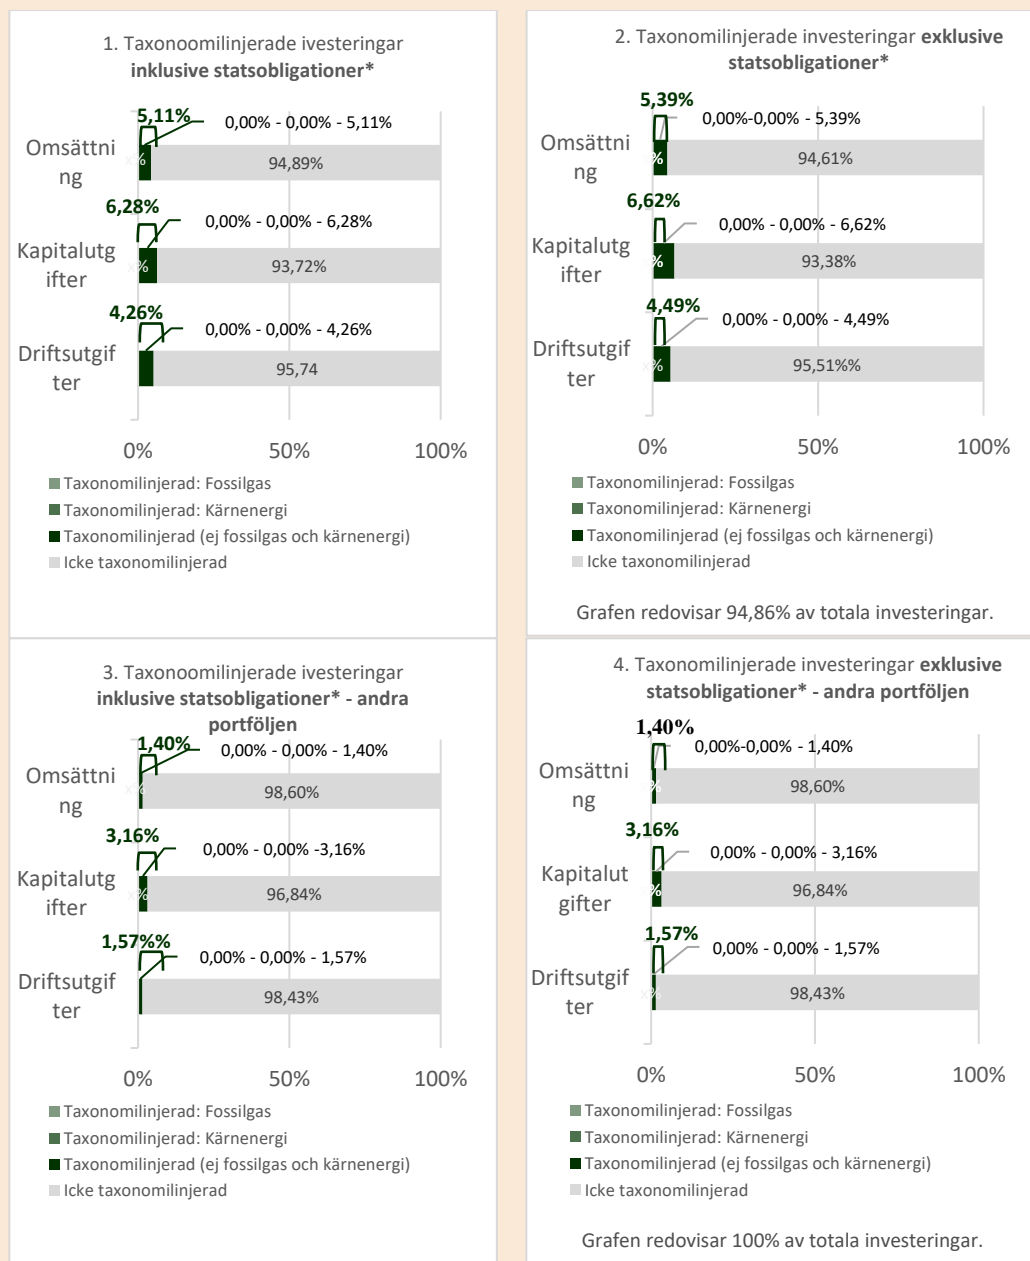 1. Taxonoomilinjerade ivesteringar
inklusive statsobligationer*
5,11%
0,00% - 0,00% - 5,11%
Omsättni
ng
%
94,89%
6,28%
0,00% - 0,00% - 6,28%
Kapitalutg
ifter
%
93,72%
4,26%
0,00% - 0,00% - 4,26%
Driftsutgif
ter
95,74
0%
50%
100%
Taxonomilinjerad: Fossilgas
Taxonomilinjerad: Kärnenergi
Taxonomilinjerad (ej fossilgas och kärnenergi)
Icke taxonomilinjerad
2. Taxonomilinjerade investeringar exklusive
statsobligationer*
5,39%
0,00%-0,00% - 5,39%
Omsättni
ng
%
94,61%
6,62%
0,00% - 0,00% - 6,62%
Kapitalutg
ifter
%
93,38%
4,49%
0,00% - 0,00% - 4,49%
Driftsutgif
ter
%
95,51%%
0%
50%
100%
Taxonomilinjerad: Fossilgas
Taxonomilinjerad: Kärnenergi
Taxonomilinjerad (ej fossilgas och kärnenergi)
Icke taxonomilinjerad
Grafen redovisar 94,86% av totala investeringar.
3. Taxonoomilinjerade ivesteringar
inklusive statsobligationer* - andra
portföljen
1,40%
0,00% - 0,00% - 1,40%
Omsättni
ng
98,60%
3,16%
0,00% - 0,00% -3,16%
Kapitalutg
ifter
%
96,84%
1,57%%
0,00% - 0,00% - 1,57%
Driftsutgif
ter
98,43%
0%
50%
100%
Taxonomilinjerad: Fossilgas
Taxonomilinjerad: Kärnenergi
Taxonomilinjerad (ej fossilgas och kärnenergi)
Icke taxonomilinjerad
4. Taxonomilinjerade investeringar exklusive
statsobligationer* - andra portföljen
1,40%
0,00%-0,00% - 1,40%
Omsättni
ng
%
98,60%
3,16%
0,00% - 0,00% - 3,16%
Kapitalut
gifter
%
96,84%
1,57%
0,00% - 0,00% - 1,57%
Driftsutgif
ter
%
98,43%
0%
50%
100%
Taxonomilinjerad: Fossilgas
Taxonomilinjerad: Kärnenergi
Taxonomilinjerad (ej fossilgas och kärnenergi)
Icke taxonomilinjerad
Grafen redovisar 100% av totala investeringar.